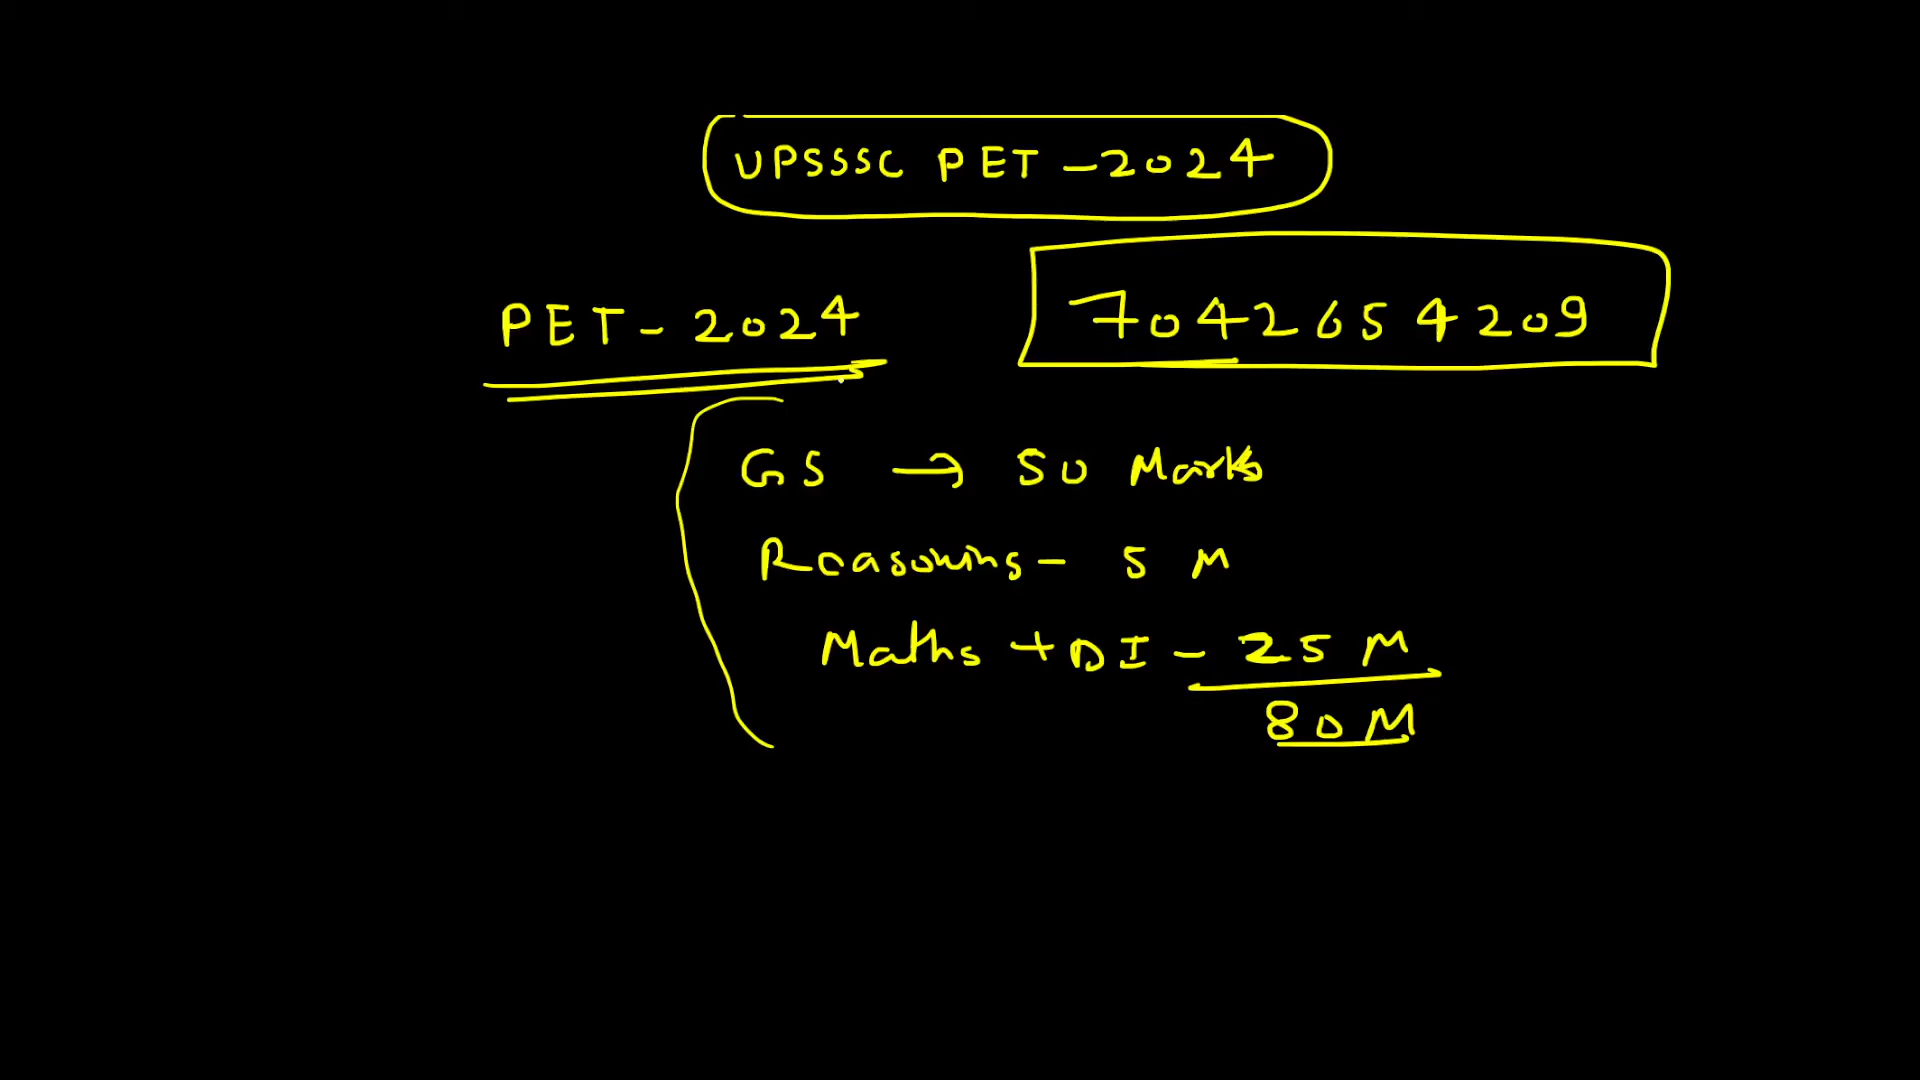 UPSSSC PET - 2024
PET - 2024 7042654209
GS → 50 Marks
Reasoning - 5 M
Maths + DI - 25 M
80 M